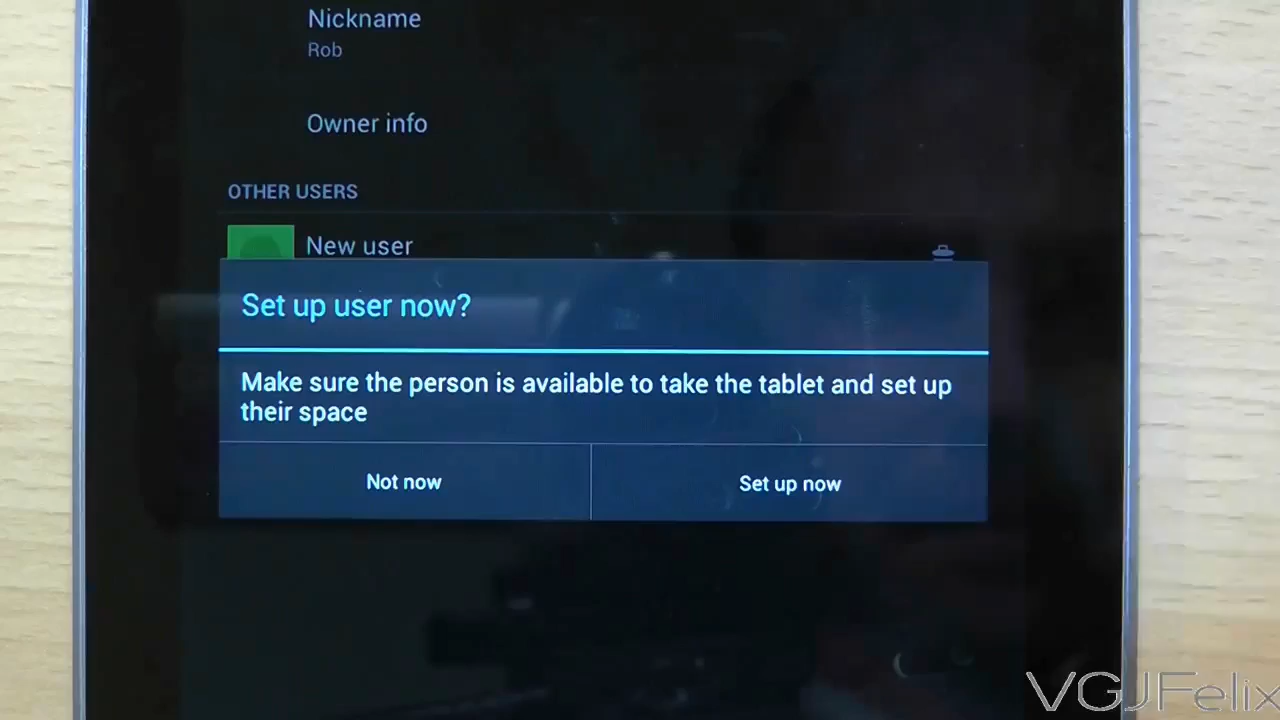 Nickname
Rob
Owner info
OTHER USERS
New user
Set up user now?
Make sure the person is available to take the tablet and set up
their space
Not now
Set up now
VGJFelix